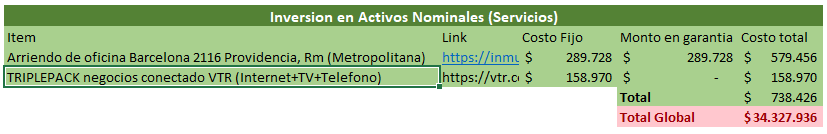 Inversion en Activos Nominales (Servicios)
Item Link Costo Fijo Monto en garantia Costo total
Arriendo de oficina Barcelona 2116 Providencia, Rm (Metropolitana) https://inmu $ 289.728 $ 289.728 $ 579.456
TRIPLEPACK negocios conectado VTR (Internet+TV+Telefono) https://vtr.co $ 158.970 $ - $ 158.970
Total $ 738.426
Total Global $ 34.327.936